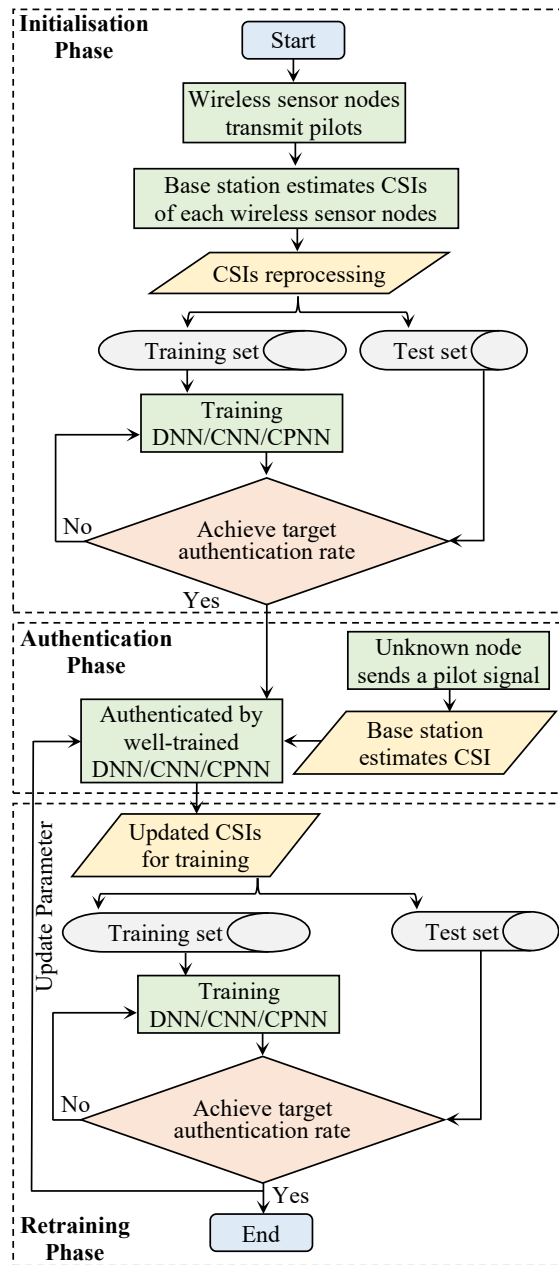 Initialisation
Phase
Start
Wireless sensor nodes
transmit pilots
Base station estimates CSIs
of each wireless sensor nodes
CSIs reprocessing
Training set
Test set
Training
DNN/CNN/CPNN
No
Achieve target
authentication rate
Yes
Authentication
Phase
Unknown node
sends a pilot signal
Authenticated by
well-trained
DNN/CNN/CPNN
Base station
estimates CSI
Update Parameter
Updated CSIs
for training
Training set
Test set
Training
DNN/CNN/CPNN
No
Achieve target
authentication rate
Yes
Retraining
Phase
End